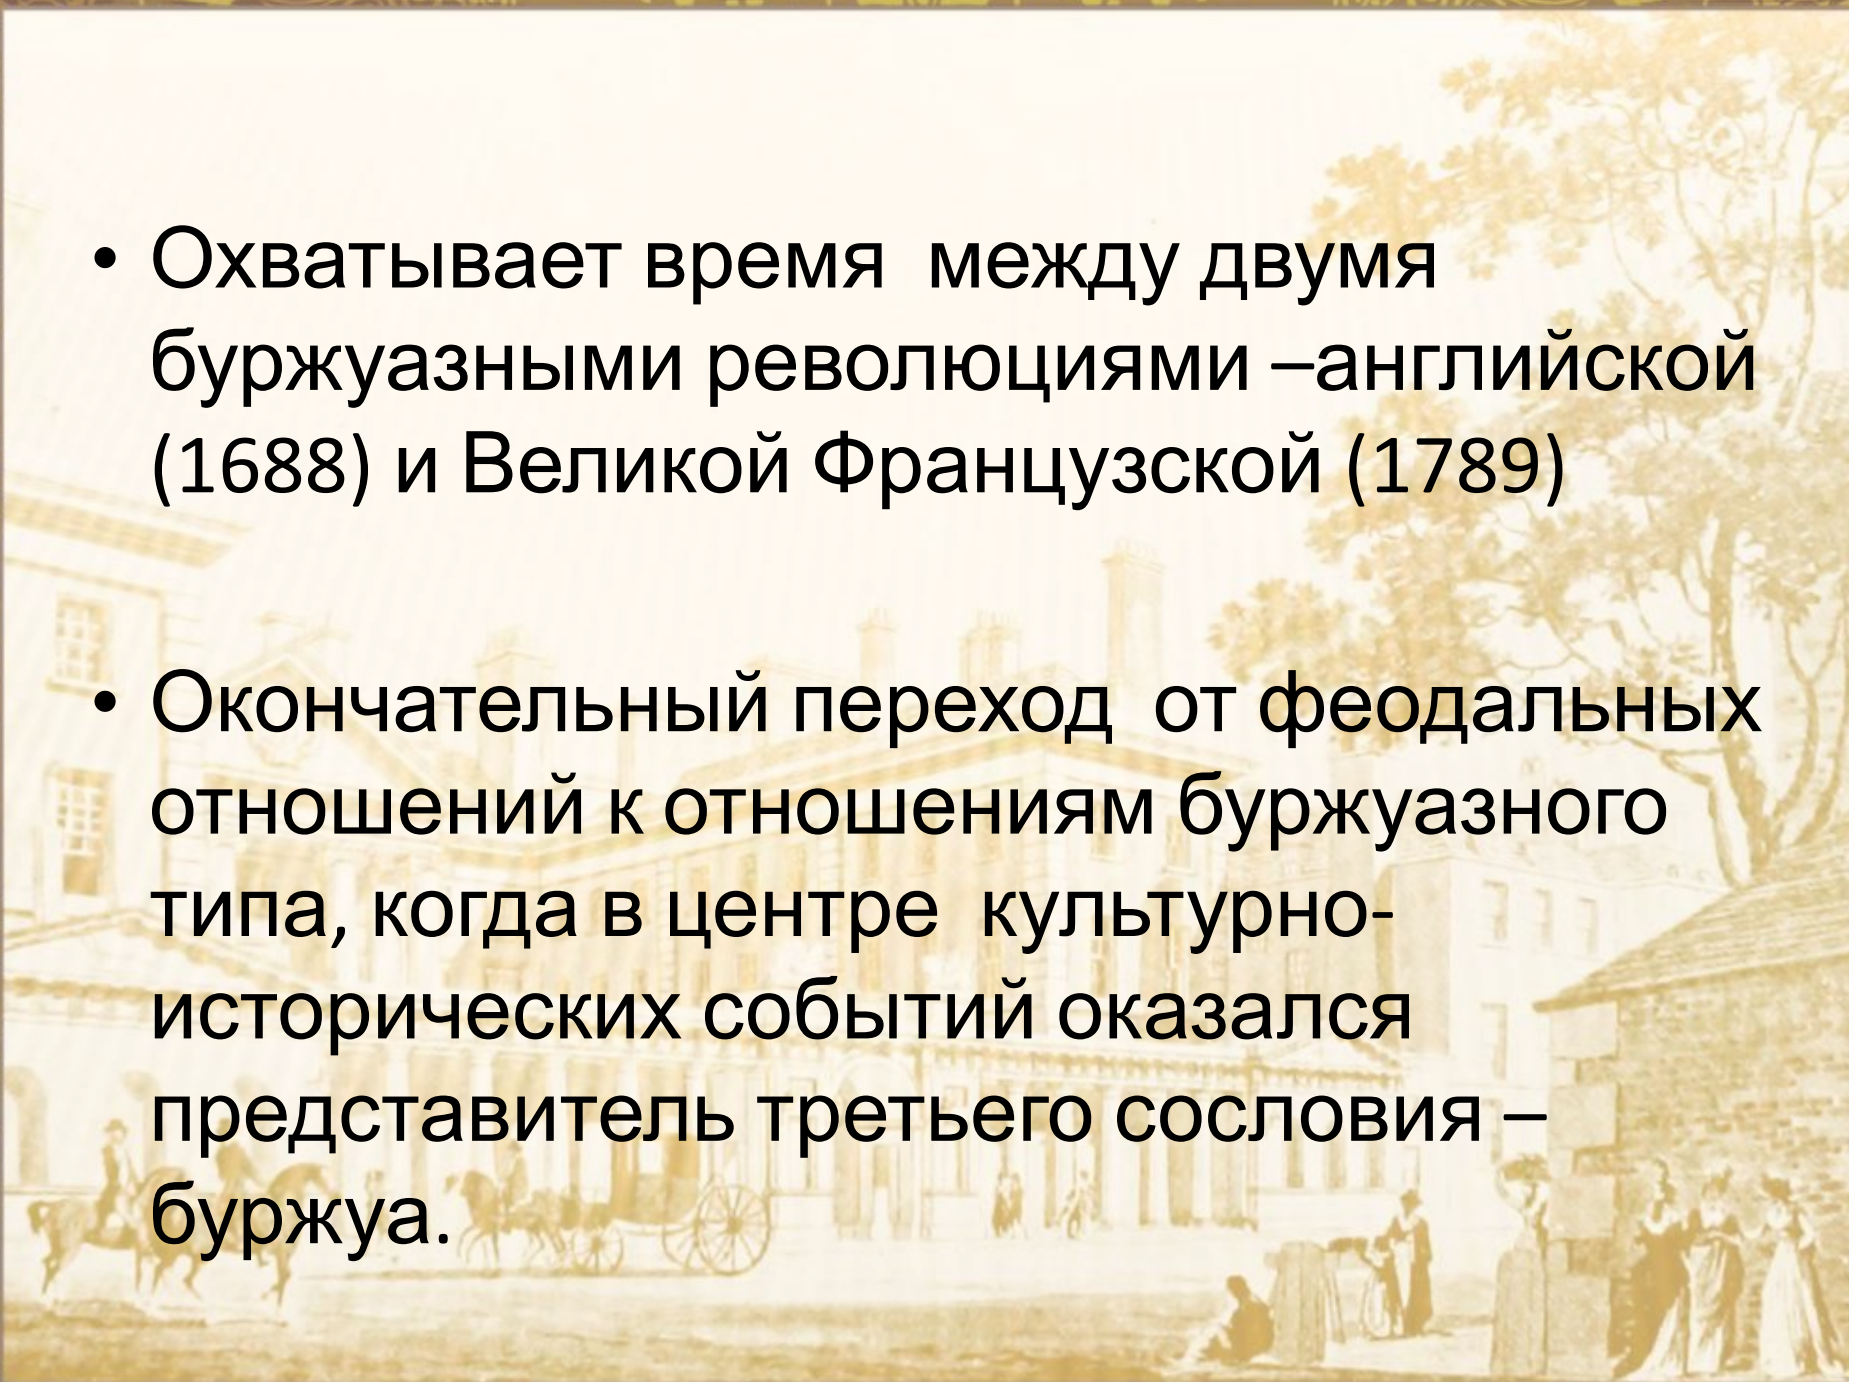 • Охватывает время  между двумя
буржуазными революциями –английской
(1688) и Великой Французской (1789)
• Окончательный переход  от феодальных
отношений к отношениям буржуазного
типа, когда в центре  культурно-
исторических событий оказался
представитель третьего сословия –
буржуа.